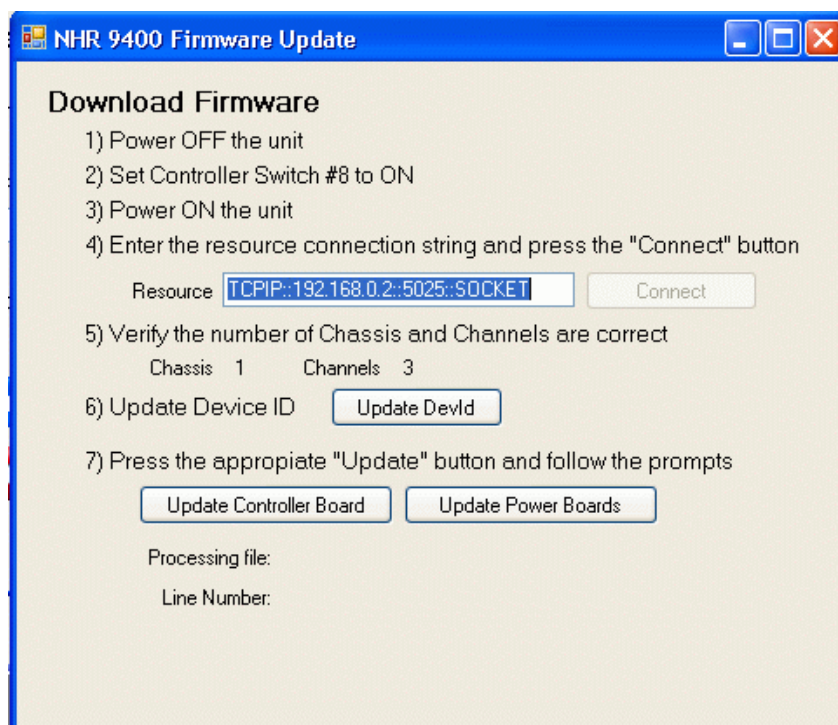 NHR 9400 Firmware Update
Download Firmware
1) Power OFF the unit
2) Set Controller Switch #8 to ON
3) Power ON the unit
4) Enter the resource connection string and press the "Connect" button
Resource TCPIP::192.168.0.2::5025::SOCKET Connect
5) Verify the number of Chassis and Channels are correct
Chassis 1 Channels 3
6) Update Device ID Update DevId
7) Press the appropiate "Update" button and follow the prompts
Update Controller Board Update Power Boards
Processing file:
Line Number: